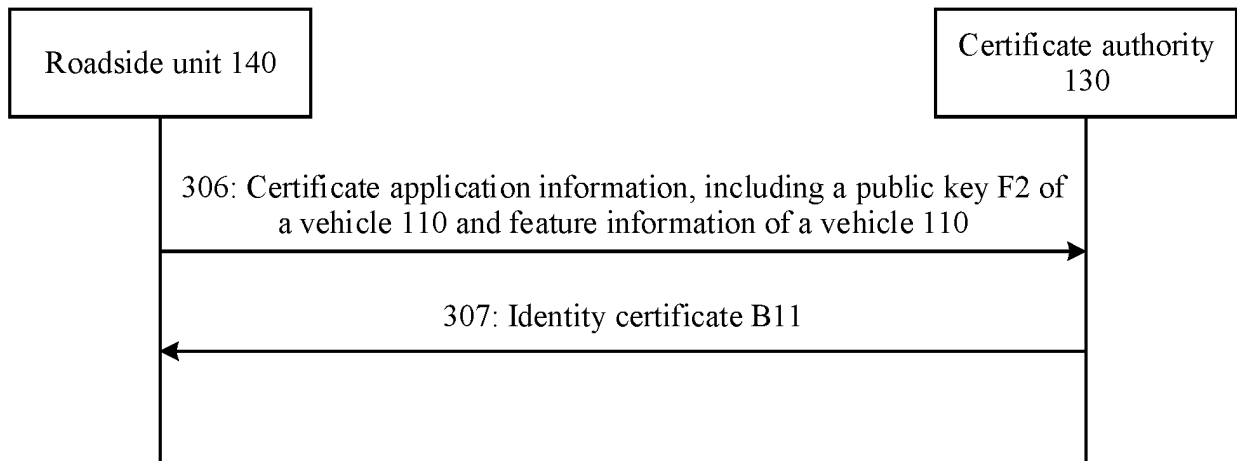 Roadside unit 140
Certificate authority
130
306: Certificate application information, including a public key F2 of
a vehicle 110 and feature information of a vehicle 110
307: Identity certificate B11